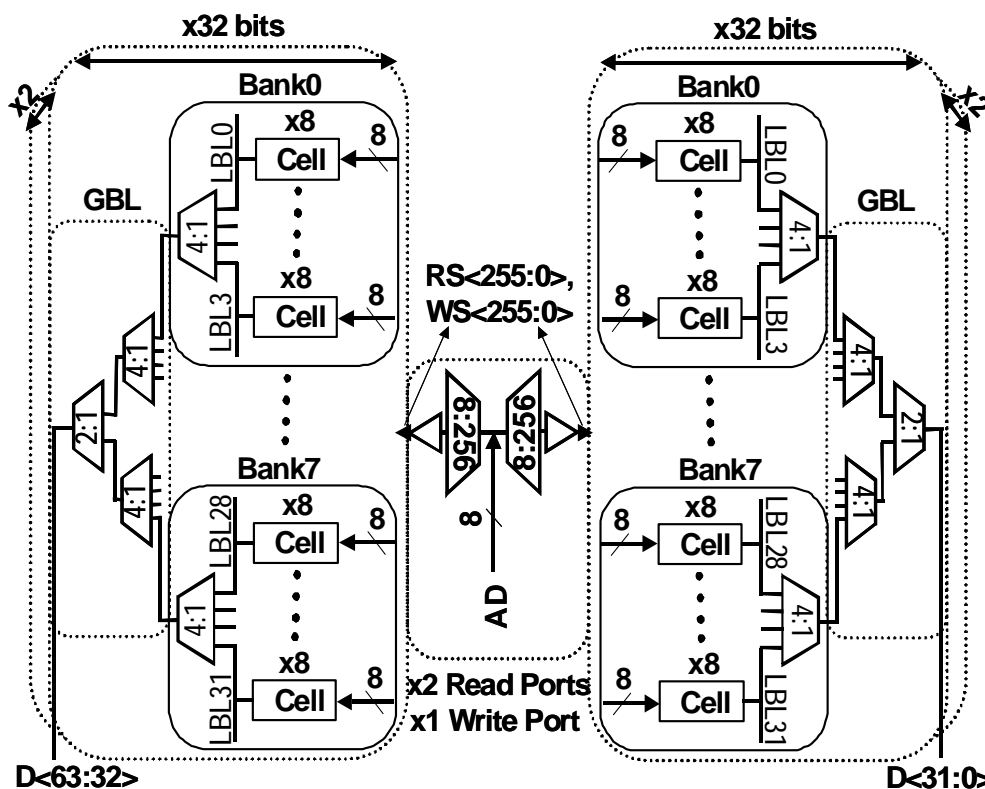 x32 bits
x2
Bank0
x8
LBL0
Cell
8
GBL
4:1
4:1
x8
LBL3
Cell
8
2:1
4:1
Bank7
x8
LBL28
Cell
8
4:1
x8
LBL31
Cell
8
D<63:32>
RS<255:0>,
WS<255:0>
8:256
8:256
8
AD
x2 Read Ports
x1 Write Port
x32 bits
x2
Bank0
x8
8
Cell
LBL0
GBL
4:1
4:1
x8
8
Cell
LBL3
2:1
4:1
Bank7
x8
8
Cell
LBL28
4:1
x8
8
Cell
LBL31
D<31:0>